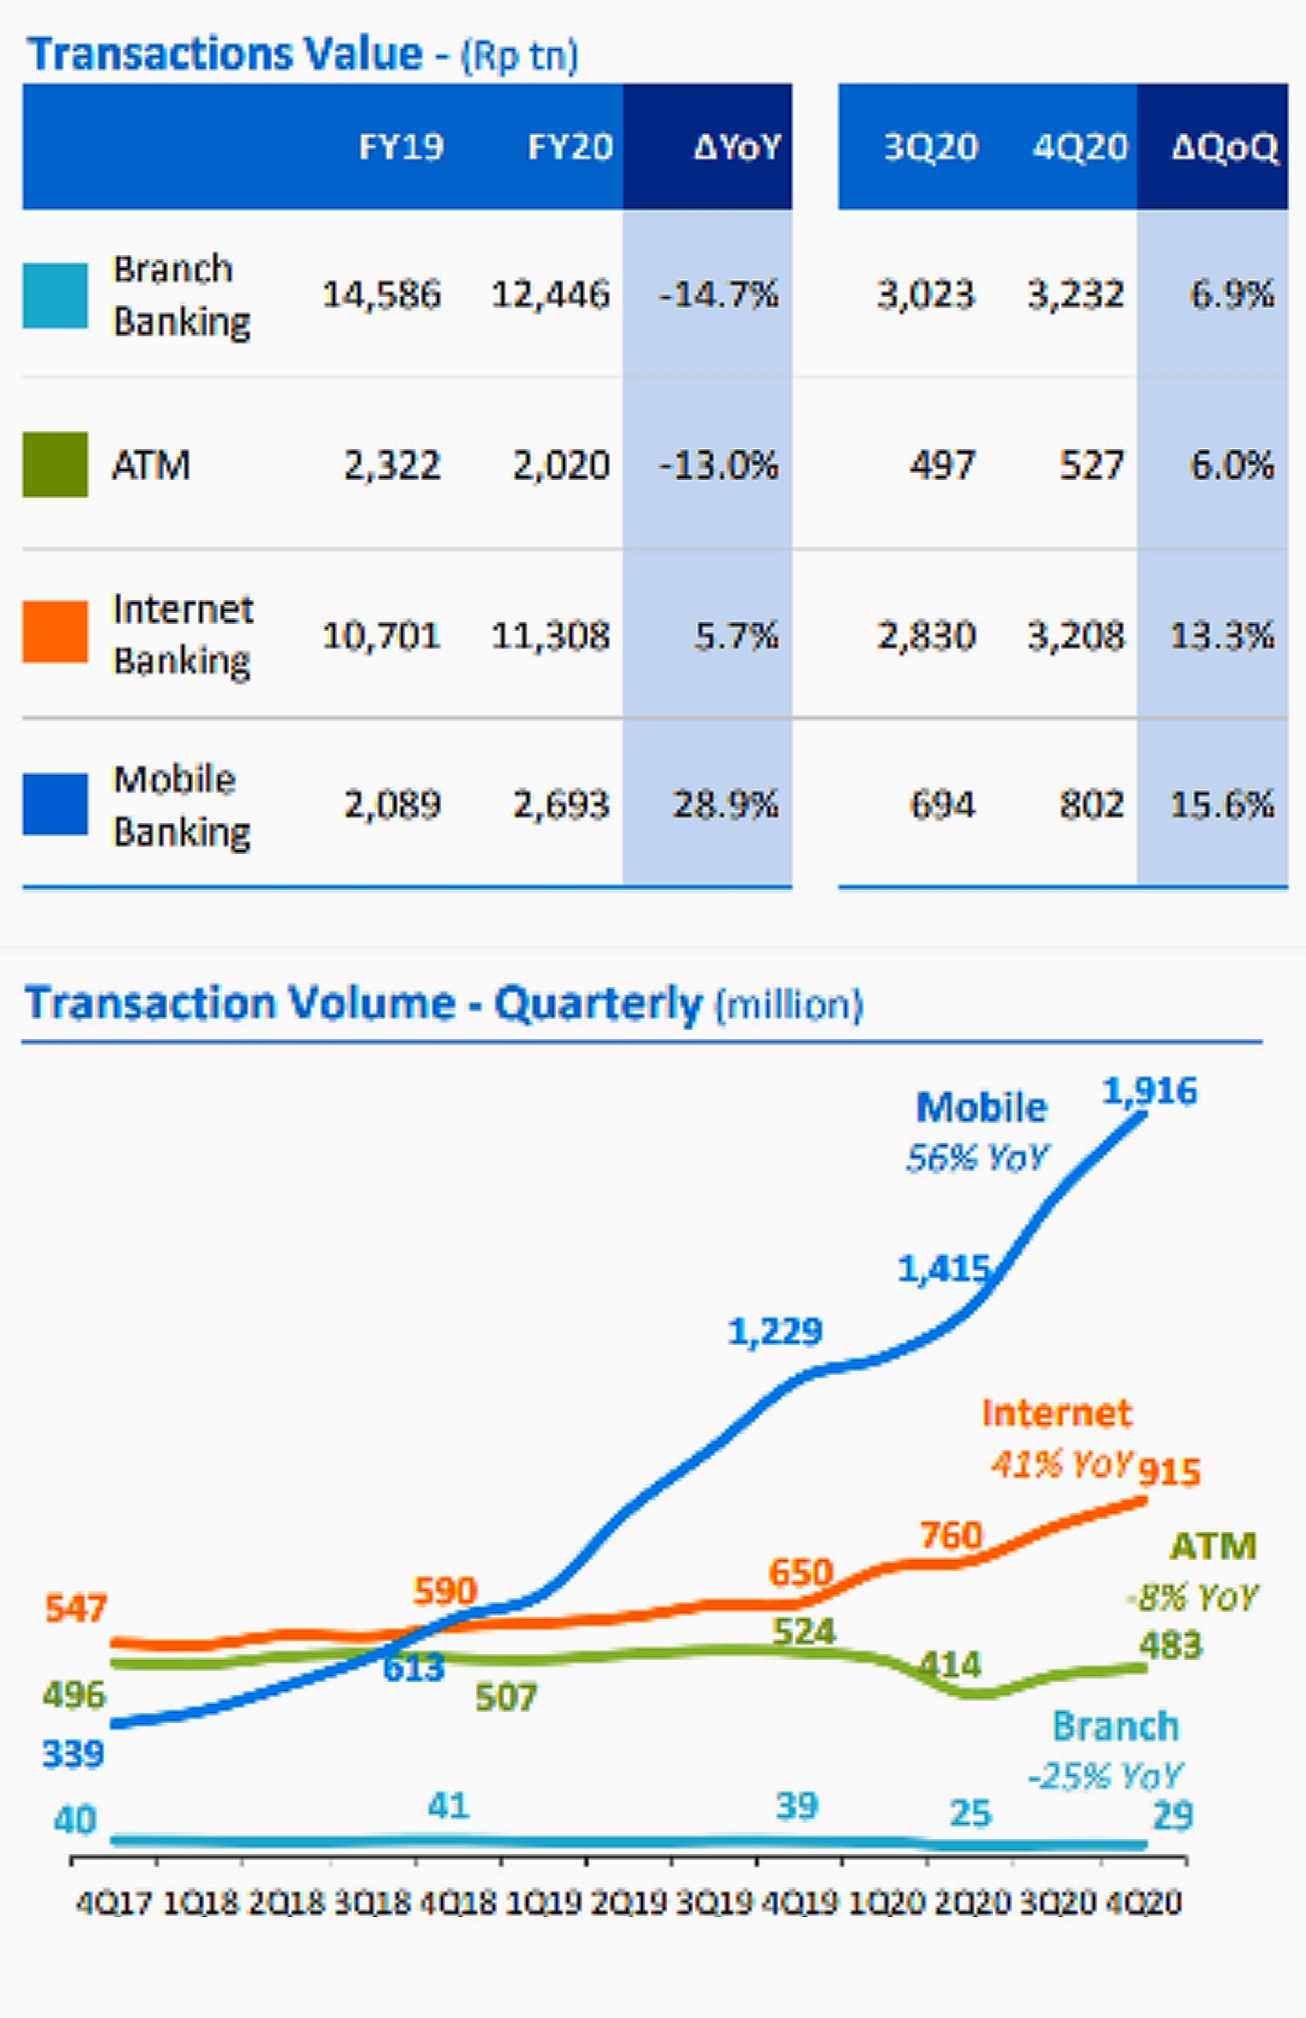 Transactions Value - (Rp tn)
FY19 FY20 ΔYoY 3Q20 4Q20 ΔQoQ
Branch
Banking 14,586 12,446 -14.7% 3,023 3,232 6.9%
ATM 2,322 2,020 -13.0% 497 527 6.0%
Internet
Banking 10,701 11,308 5.7% 2,830 3,208 13.3%
Mobile
Banking 2,089 2,693 28.9% 694 802 15.6%
Transaction Volume - Quarterly (million)
Mobile 1,916
56% YoY
1,415
1,229
Internet
41% YoY 915
760
ATM
650
590
-8% YoY
547
524
483
414
613
496
507
Branch
339
-25% YoY
40 41 39 25 29
4Q17 1Q18 2Q18 3Q18 4Q18 1Q19 2Q19 3Q19 4Q19 1Q20 2Q20 3Q20 4Q20